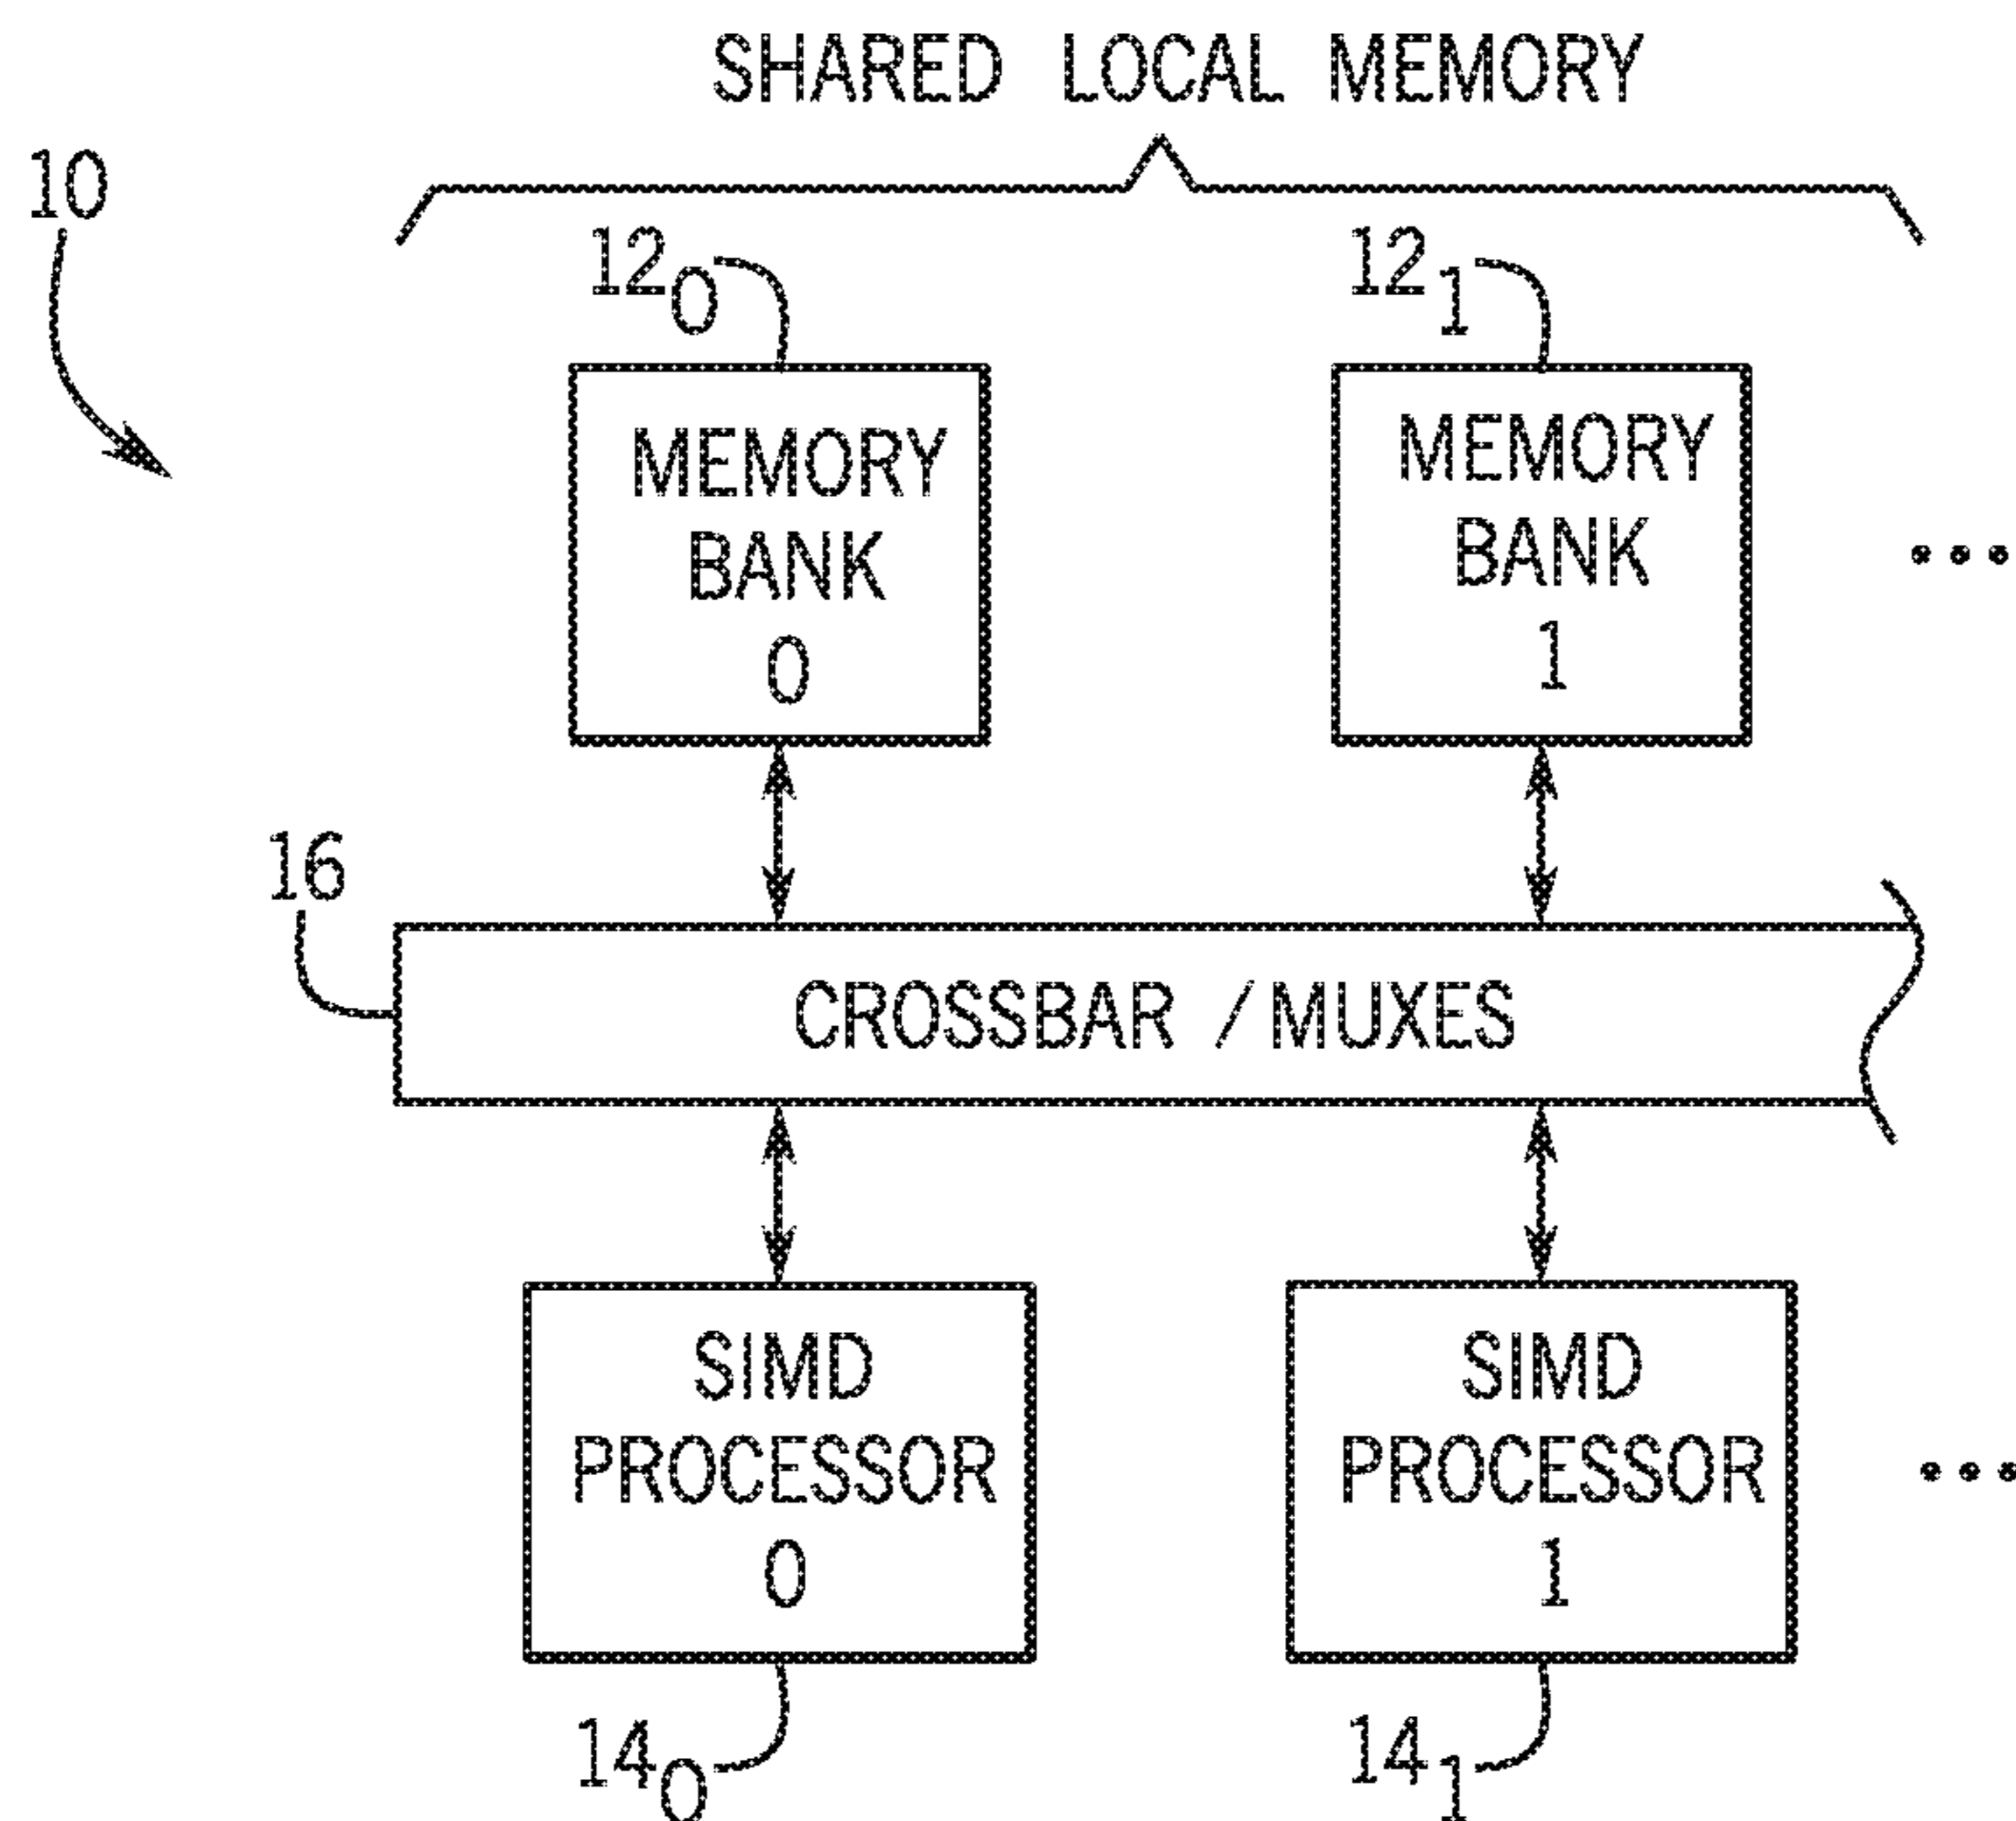 SHARED LOCAL MEMORY
10
12 0
12 1
MEMORY
BANK
0
MEMORY
BANK
1
...
16
CROSSBAR / MUXES
SIMD
PROCESSOR
0
SIMD
PROCESSOR
1
...
14 0
14 1